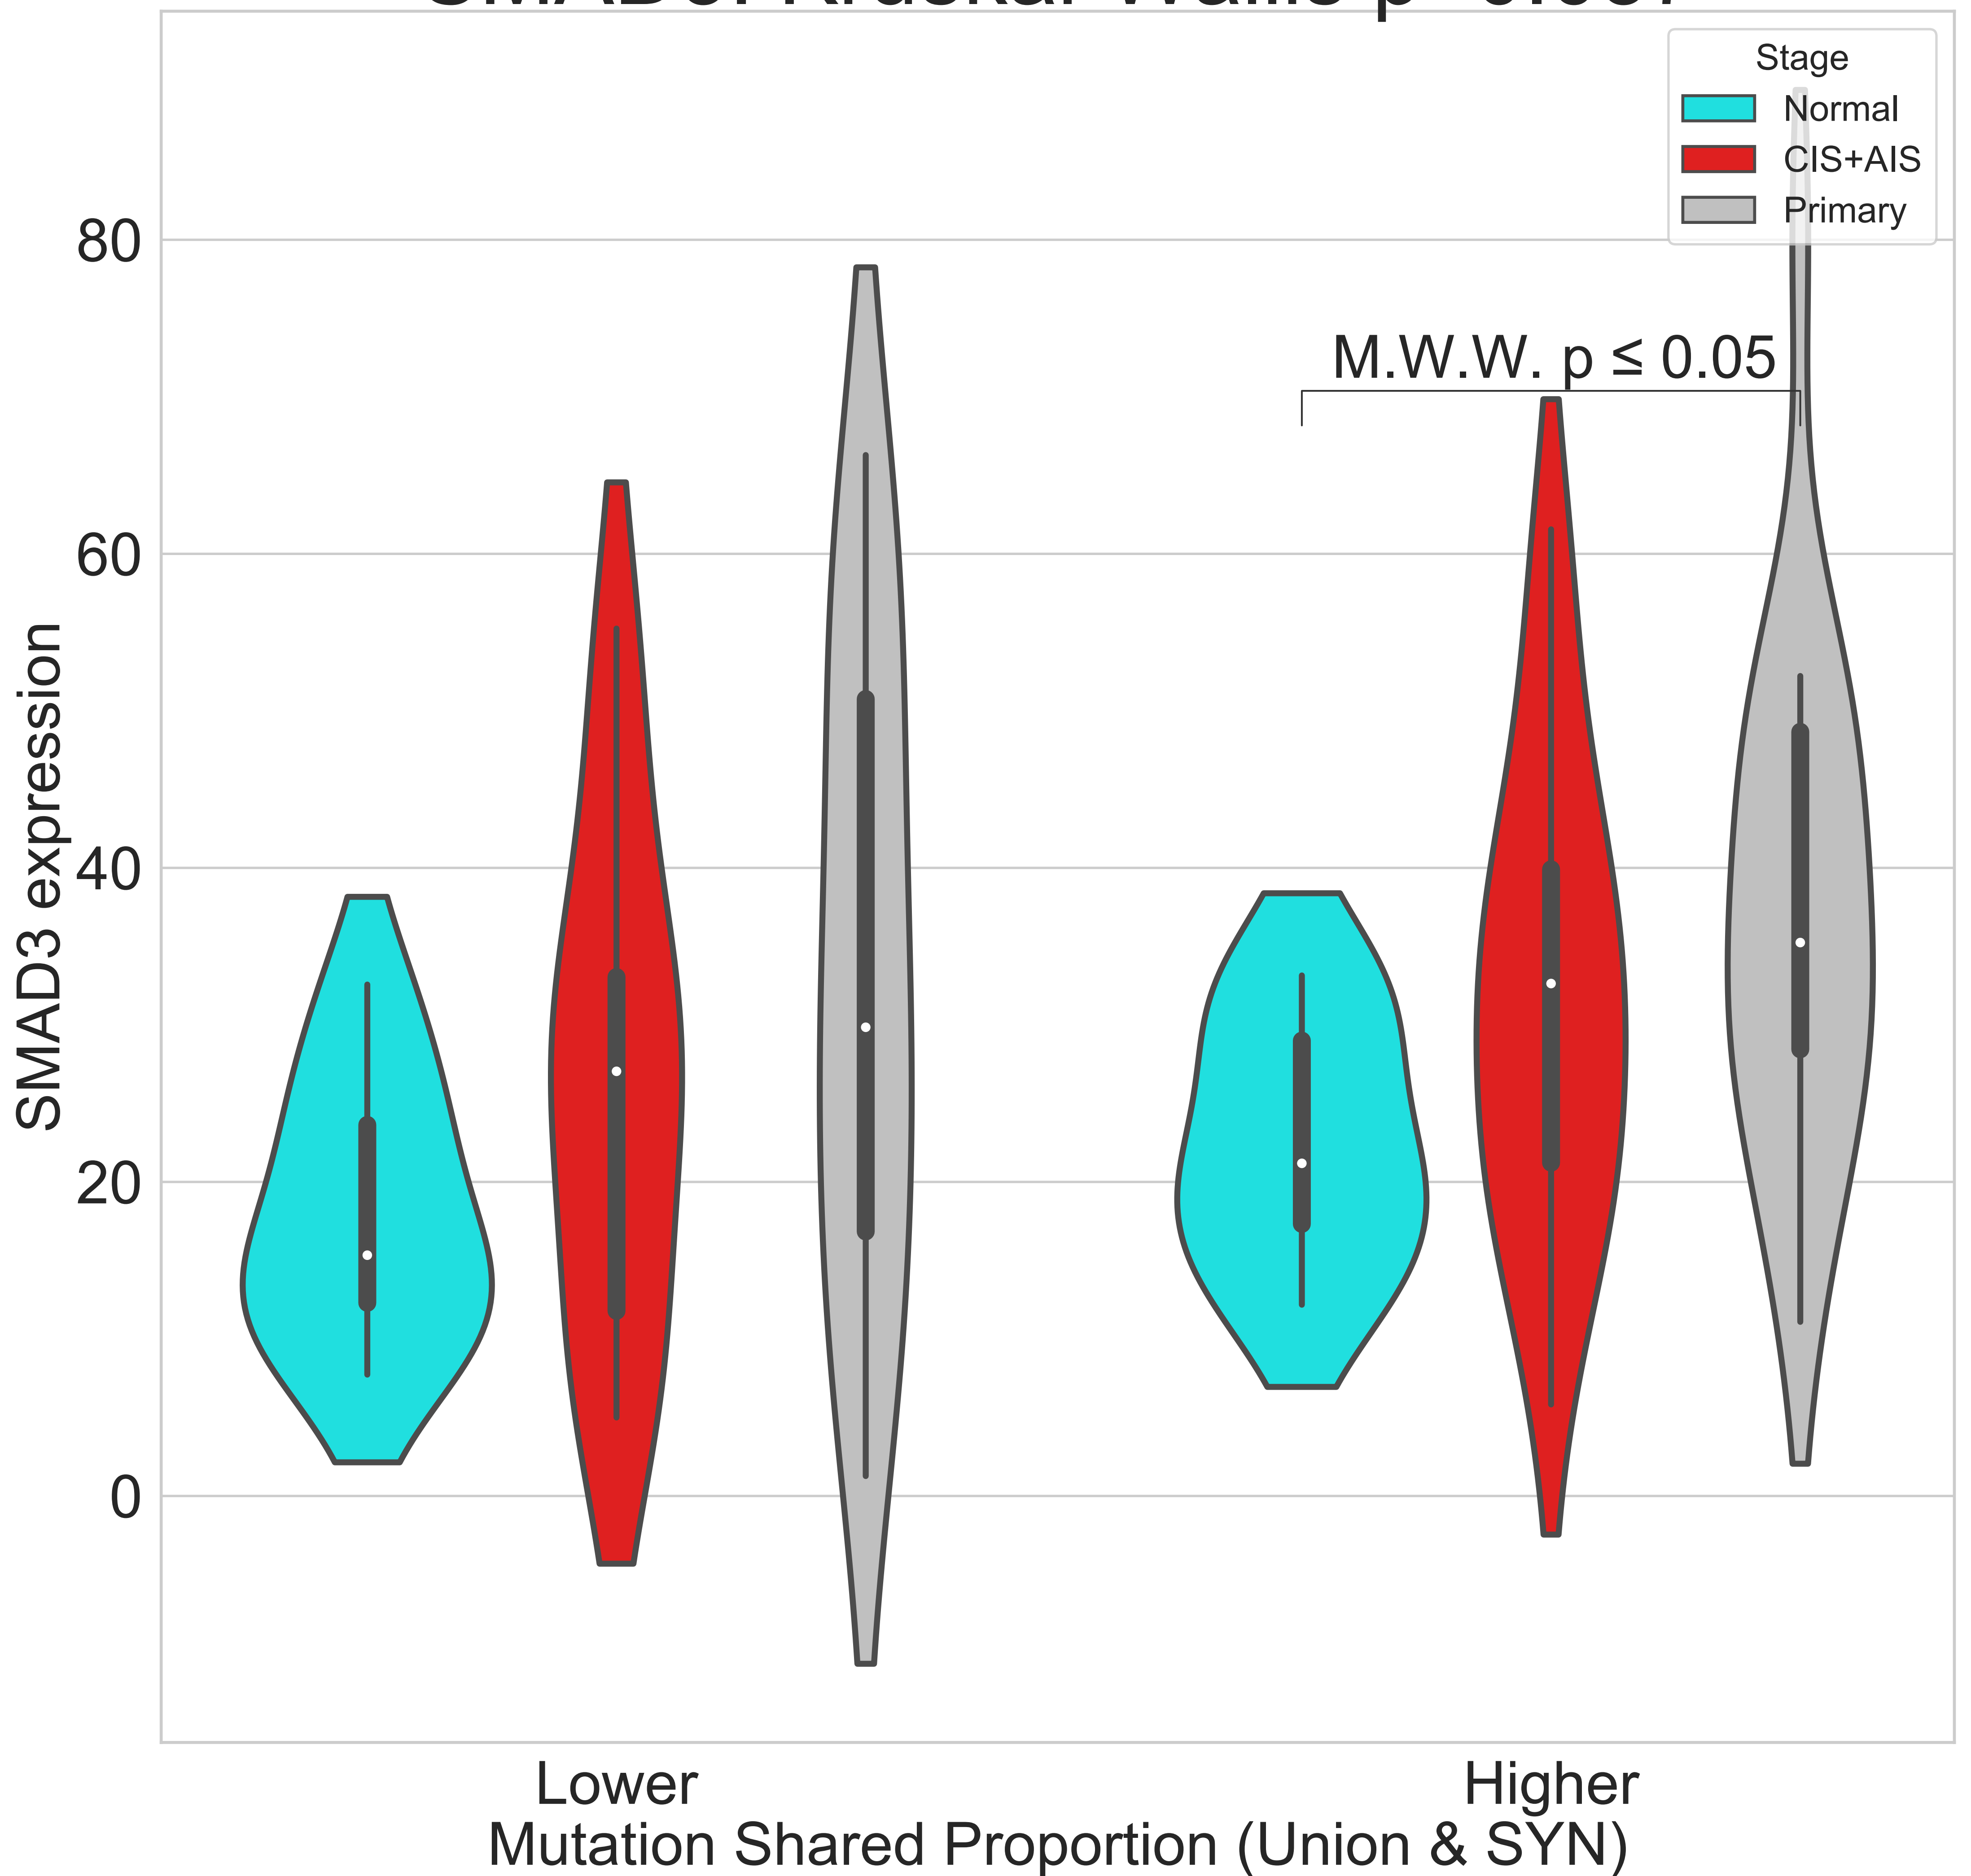 Stage
Normal
CIS+AIS
Primary
M.W.W. p ≤ 0.05
80
60
40
20
0
SMAD3 expression
Lower
Higher
Mutation Shared Proportion (Union & SYN)